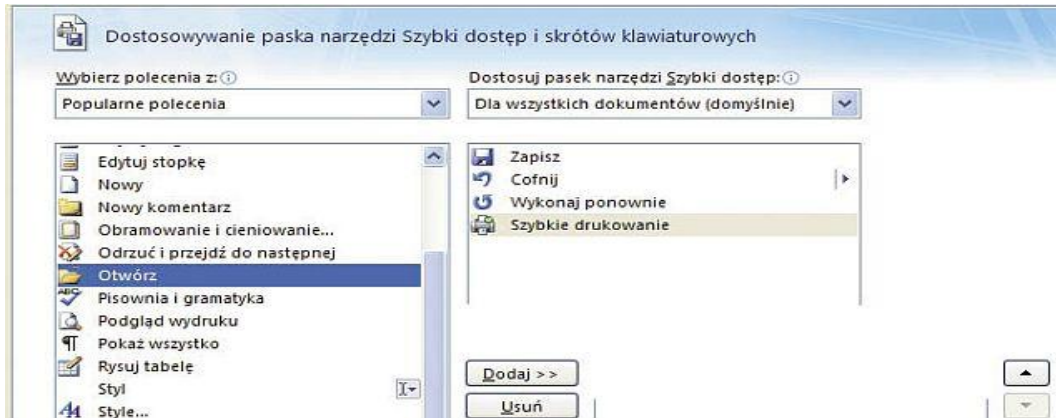 Dostosowywanie paska narzędzi Szybki dostęp i skrótów klawiaturowych
Wybierz polecenia z:
Popularne polecenia
Edytuj stopkę
Nowy
Nowy komentarz
Obramowanie i cieniowanie...
Odrzuć i przejdź do następnej
Otwórz
Pisownia i gramatyka
Podgląd wydruku
Pokaż wszystko
Rysuj tabelę
Styl
Style...
Dostosuj pasek narzędzi Szybki dostęp:
Dla wszystkich dokumentów (domyślnie)
Zapisz
Cofnij
Wykonaj ponownie
Szybkie drukowanie
Dodaj >>
Usuń